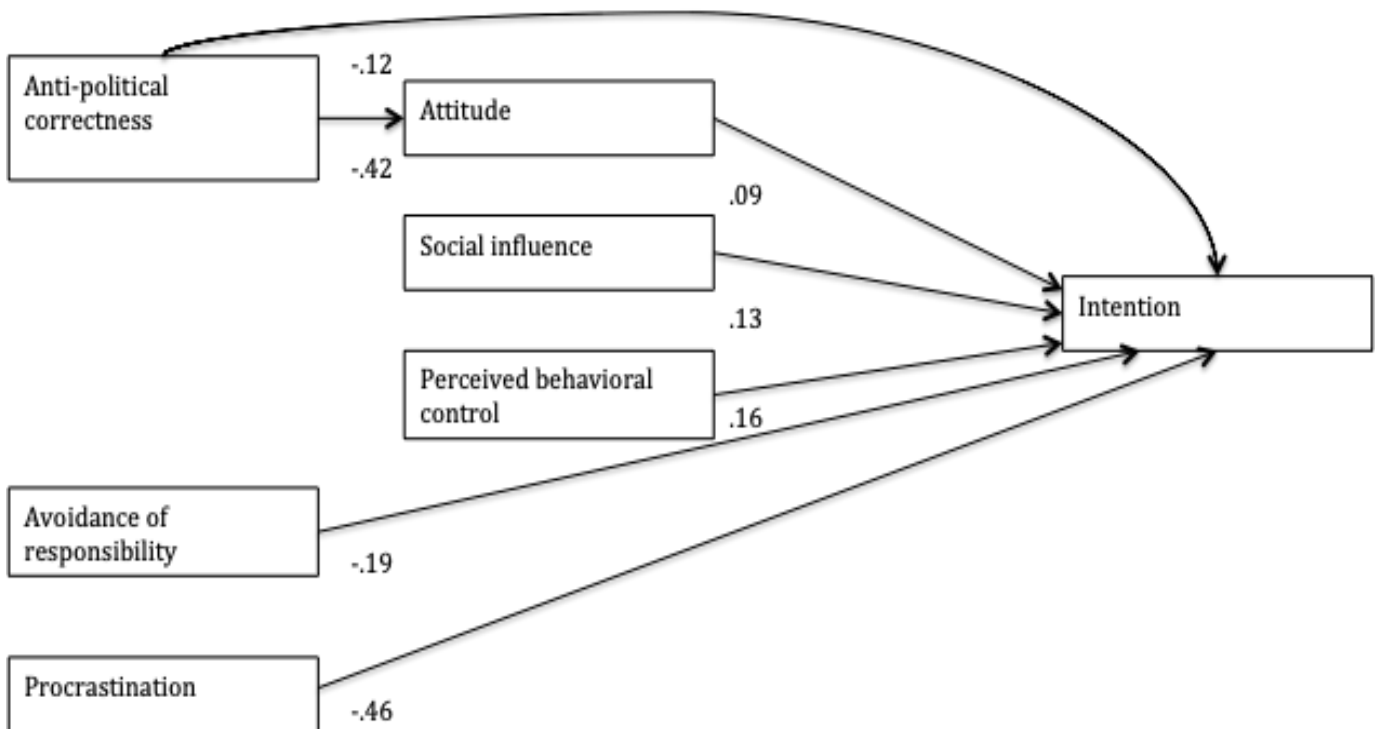 Anti-political
correctness
-.12
Attitude
-.42
.09
Social influence
.13
Intention
Perceived behavioral
control
.16
Avoidance of
responsibility
-.19
Procrastination
-.46